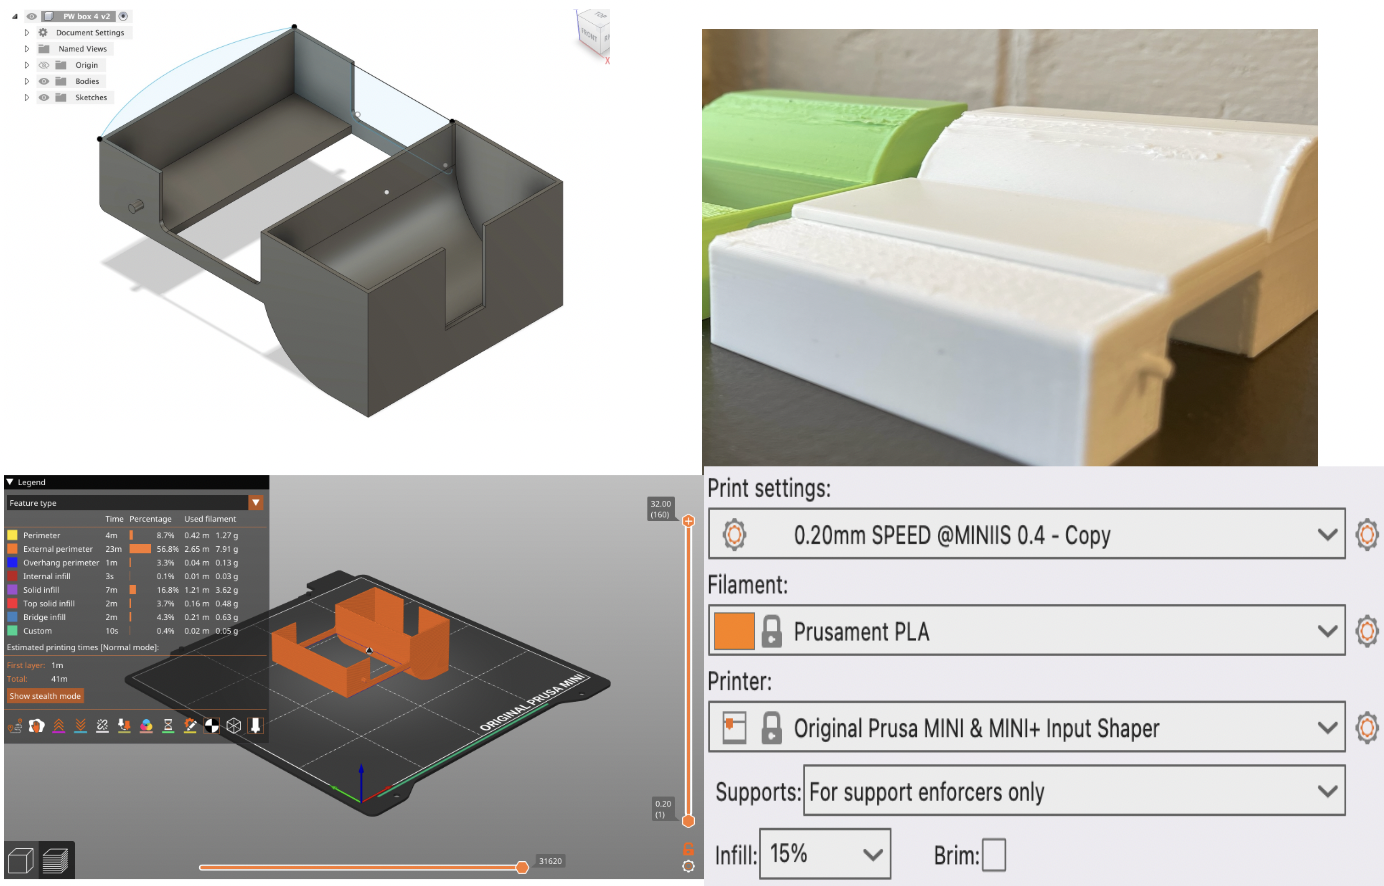 PW box 4 v2
Document Settings
Named Views
Origin
Bodies
Sketches
TOP
FRONT
X
Legend
Feature type
Time Percentage Used filament
Perimeter 4m 8.7% 0.42 m 1.27 g
External perimeter 23m 56.8% 2.65 m 7.91 g
Overhang perimeter 1m 3.3% 0.04 m 0.13 g
Internal infill 3s 0.1% 0.01 m 0.03 g
Solid infill 7m 16.8% 1.21 m 3.62 g
Top solid infill 2m 3.7% 0.16 m 0.48 g
Bridge infill 2m 4.3% 0.21 m 0.63 g
Custom 10s 0.4% 0.02 m 0.05 g
Estimated printing times [Normal mode]:
First layer: 1m
Total: 41m
Show stealth mode
32.00
(160)
ORIGINAL PRUSA MINI
0.20
(1)
31620
Print settings:
0.20mm SPEED @MINIIS 0.4 - Copy
Filament:
Prusament PLA
Printer:
Original Prusa MINI & MINI+ Input Shaper
Supports: For support enforcers only
Infill: 15% Brim: